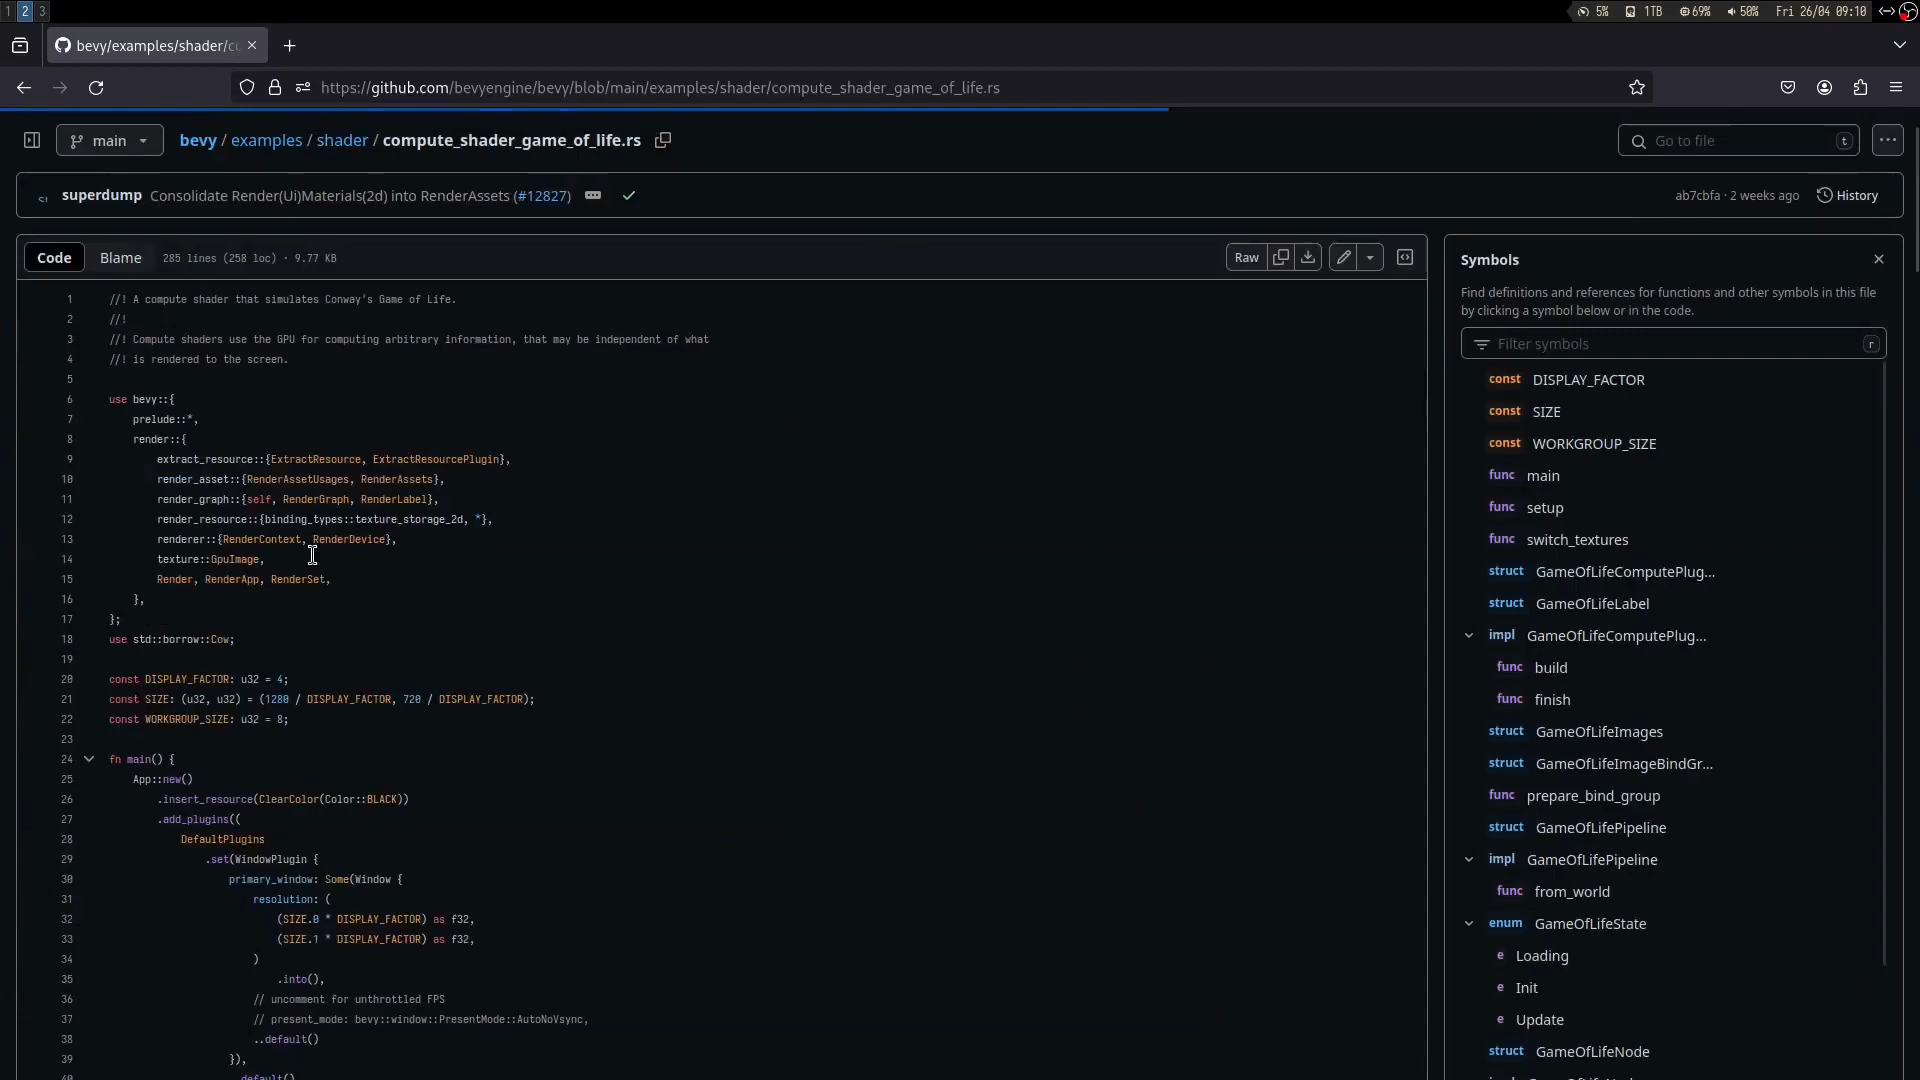 1 2 3 5% 1TB 69% 50% Fri 26/04 09:10
bevy/examples/shader/c
https://github.com/bevyengine/bevy/blob/main/examples/shader/compute_shader_game_of_life.rs
main bevy / examples / shader / compute_shader_game_of_life.rs Go to file t
superdump Consolidate Render(Ui)Materials(2d) into RenderAssets (#12827) ab7cbfa · 2 weeks ago History
Code Blame 285 lines (258 loc) · 9.77 KB Raw
1 //! A compute shader that simulates Conway's Game of Life.
2 //!
3 //! Compute shaders use the GPU for computing arbitrary information, that may be independent of what
4 //! is rendered to the screen.
5
6 use bevy::{
7 prelude::*,
8 render::{
9 extract_resource::{ExtractResource, ExtractResourcePlugin},
10 render_asset::{RenderAssetUsages, RenderAssets},
11 render_graph::{self, RenderGraph, RenderLabel},
12 render_resource::{binding_types::texture_storage_2d, *},
13 renderer::{RenderContext, RenderDevice},
14 texture::GpuImage,
15 Render, RenderApp, RenderSet,
16 },
17 };
18 use std::borrow::Cow;
19
20 const DISPLAY_FACTOR: u32 = 4;
21 const SIZE: (u32, u32) = (1280 / DISPLAY_FACTOR, 720 / DISPLAY_FACTOR);
22 const WORKGROUP_SIZE: u32 = 8;
23
24 fn main() {
25 App::new()
26 .insert_resource(ClearColor(Color::BLACK))
27 .add_plugins((
28 DefaultPlugins
29 .set(WindowPlugin {
30 primary_window: Some(Window {
31 resolution: (
32 (SIZE.0 * DISPLAY_FACTOR) as f32,
33 (SIZE.1 * DISPLAY_FACTOR) as f32,
34 )
35 .into(),
36 // uncomment for unthrottled FPS
37 // present_mode: bevy::window::PresentMode::AutoNoVsync,
38 ..default()
39 }),
40 ..default()
Symbols
Find definitions and references for functions and other symbols in this file
by clicking a symbol below or in the code.
Filter symbols r
const DISPLAY_FACTOR
const SIZE
const WORKGROUP_SIZE
func main
func setup
func switch_textures
struct GameOfLifeComputePlug...
struct GameOfLifeLabel
impl GameOfLifeComputePlug...
func build
func finish
struct GameOfLifeImages
struct GameOfLifeImageBindGr...
func prepare_bind_group
struct GameOfLifePipeline
impl GameOfLifePipeline
func from_world
enum GameOfLifeState
e Loading
e Init
e Update
struct GameOfLifeNode